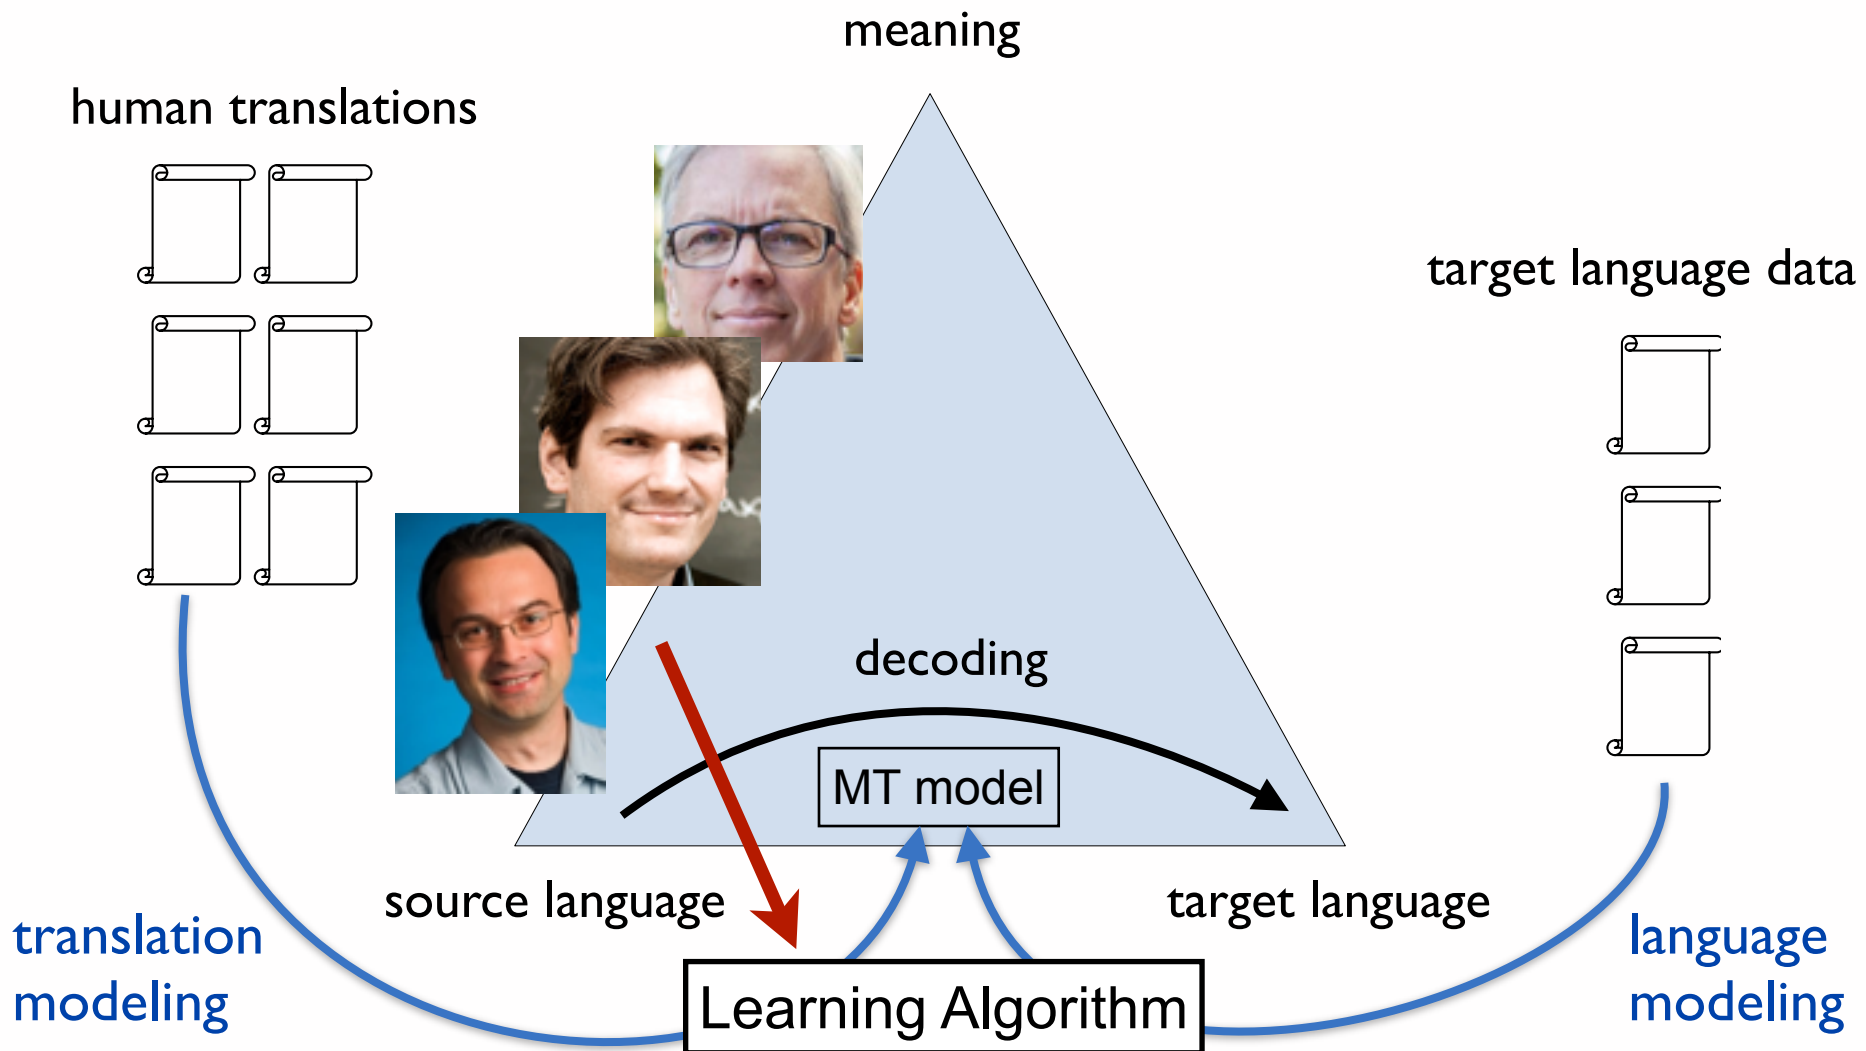 meaning
human translations
target language data
decoding
MT model
source language
target language
translation
modeling
language
modeling
Learning Algorithm